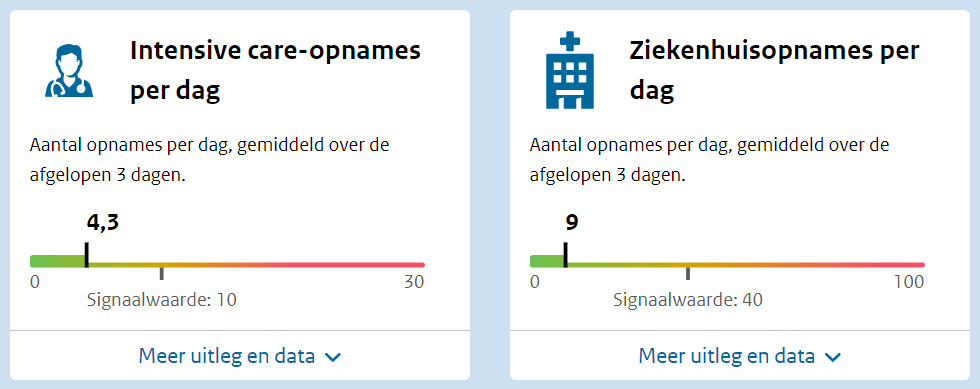 Intensive care-opnames
per dag
Aantal opnames per dag, gemiddeld over de
afgelopen 3 dagen.
4,3
0
30
Signaalwaarde: 10
Meer uitleg en data
Ziekenhuisopnames per
dag
Aantal opnames per dag, gemiddeld over de
afgelopen 3 dagen.
9
0
100
Signaalwaarde: 40
Meer uitleg en data